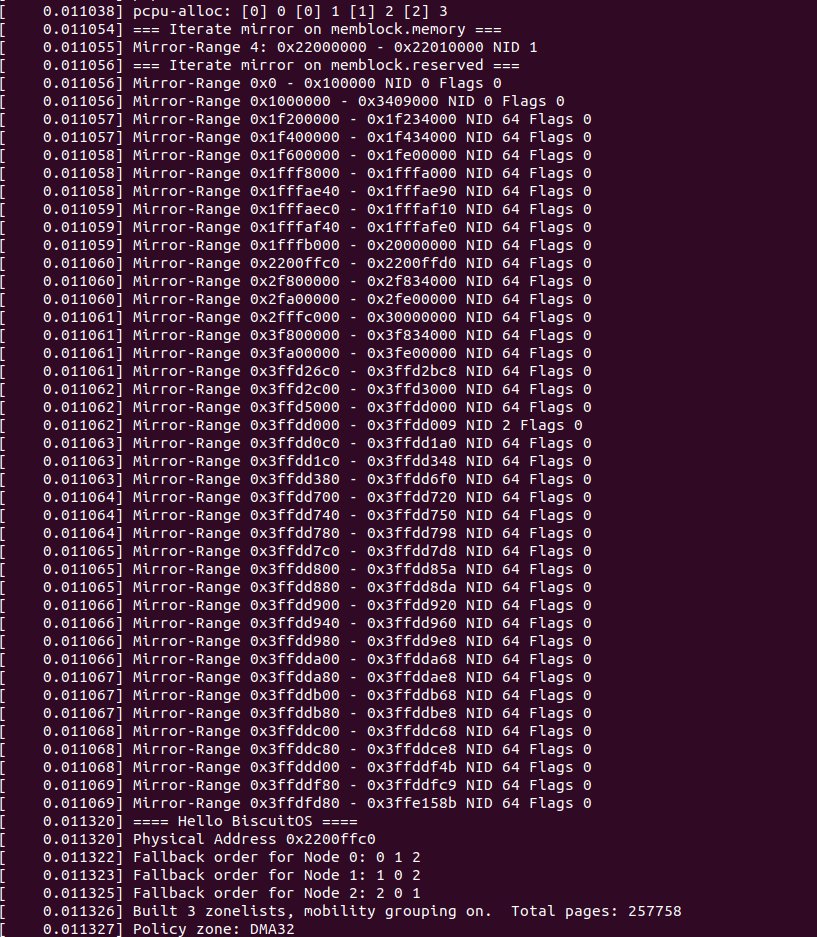 [    0.011038] pcpu-alloc: [0] 0 [0] 1 [1] 2 [2] 3
[    0.011054] === Iterate mirror on memblock.memory ===
[    0.011055] Mirror-Range 4: 0x22000000 - 0x22010000 NID 1
[    0.011056] === Iterate mirror on memblock.reserved ===
[    0.011056] Mirror-Range 0x0 - 0x100000 NID 0 Flags 0
[    0.011056] Mirror-Range 0x1000000 - 0x3409000 NID 0 Flags 0
[    0.011057] Mirror-Range 0x1f200000 - 0x1f234000 NID 64 Flags 0
[    0.011057] Mirror-Range 0x1f400000 - 0x1f434000 NID 64 Flags 0
[    0.011058] Mirror-Range 0x1f600000 - 0x1fe00000 NID 64 Flags 0
[    0.011058] Mirror-Range 0x1fff8000 - 0x1fffa000 NID 64 Flags 0
[    0.011058] Mirror-Range 0x1fffae40 - 0x1fffae90 NID 64 Flags 0
[    0.011059] Mirror-Range 0x1fffaec0 - 0x1fffaf10 NID 64 Flags 0
[    0.011059] Mirror-Range 0x1fffaf40 - 0x1fffafe0 NID 64 Flags 0
[    0.011059] Mirror-Range 0x1fffb000 - 0x20000000 NID 64 Flags 0
[    0.011060] Mirror-Range 0x2200ffc0 - 0x2200ffd0 NID 64 Flags 0
[    0.011060] Mirror-Range 0x2f800000 - 0x2f834000 NID 64 Flags 0
[    0.011060] Mirror-Range 0x2fa00000 - 0x2fe00000 NID 64 Flags 0
[    0.011061] Mirror-Range 0x2fffc000 - 0x30000000 NID 64 Flags 0
[    0.011061] Mirror-Range 0x3f800000 - 0x3f834000 NID 64 Flags 0
[    0.011061] Mirror-Range 0x3fa00000 - 0x3fe00000 NID 64 Flags 0
[    0.011061] Mirror-Range 0x3ffd26c0 - 0x3ffd2bc8 NID 64 Flags 0
[    0.011062] Mirror-Range 0x3ffd2c00 - 0x3ffd3000 NID 64 Flags 0
[    0.011062] Mirror-Range 0x3ffd5000 - 0x3ffdd000 NID 64 Flags 0
[    0.011062] Mirror-Range 0x3ffdd000 - 0x3ffdd009 NID 2 Flags 0
[    0.011063] Mirror-Range 0x3ffdd0c0 - 0x3ffdd1a0 NID 64 Flags 0
[    0.011063] Mirror-Range 0x3ffdd1c0 - 0x3ffdd348 NID 64 Flags 0
[    0.011063] Mirror-Range 0x3ffdd380 - 0x3ffdd6f0 NID 64 Flags 0
[    0.011064] Mirror-Range 0x3ffdd700 - 0x3ffdd720 NID 64 Flags 0
[    0.011064] Mirror-Range 0x3ffdd740 - 0x3ffdd750 NID 64 Flags 0
[    0.011064] Mirror-Range 0x3ffdd780 - 0x3ffdd798 NID 64 Flags 0
[    0.011065] Mirror-Range 0x3ffdd7c0 - 0x3ffdd7d8 NID 64 Flags 0
[    0.011065] Mirror-Range 0x3ffdd800 - 0x3ffdd85a NID 64 Flags 0
[    0.011065] Mirror-Range 0x3ffdd880 - 0x3ffdd8da NID 64 Flags 0
[    0.011066] Mirror-Range 0x3ffdd900 - 0x3ffdd920 NID 64 Flags 0
[    0.011066] Mirror-Range 0x3ffdd940 - 0x3ffdd960 NID 64 Flags 0
[    0.011066] Mirror-Range 0x3ffdd980 - 0x3ffdd9e8 NID 64 Flags 0
[    0.011066] Mirror-Range 0x3ffdda00 - 0x3ffdda68 NID 64 Flags 0
[    0.011067] Mirror-Range 0x3ffdda80 - 0x3ffddae8 NID 64 Flags 0
[    0.011067] Mirror-Range 0x3ffddb00 - 0x3ffddb68 NID 64 Flags 0
[    0.011067] Mirror-Range 0x3ffddb80 - 0x3ffddbe8 NID 64 Flags 0
[    0.011068] Mirror-Range 0x3ffddc00 - 0x3ffddc68 NID 64 Flags 0
[    0.011068] Mirror-Range 0x3ffddc80 - 0x3ffddce8 NID 64 Flags 0
[    0.011068] Mirror-Range 0x3ffddd00 - 0x3ffddf4b NID 64 Flags 0
[    0.011069] Mirror-Range 0x3ffddf80 - 0x3ffddfc9 NID 64 Flags 0
[    0.011069] Mirror-Range 0x3ffdfd80 - 0x3ffe158b NID 64 Flags 0
[    0.011320] ==== Hello BiscuitOS ====
[    0.011320] Physical Address 0x2200ffc0
[    0.011322] Fallback order for Node 0: 0 1 2
[    0.011323] Fallback order for Node 1: 1 0 2
[    0.011325] Fallback order for Node 2: 2 0 1
[    0.011326] Built 3 zonelists, mobility grouping on.  Total pages: 257758
[    0.011327] Policy zone: DMA32